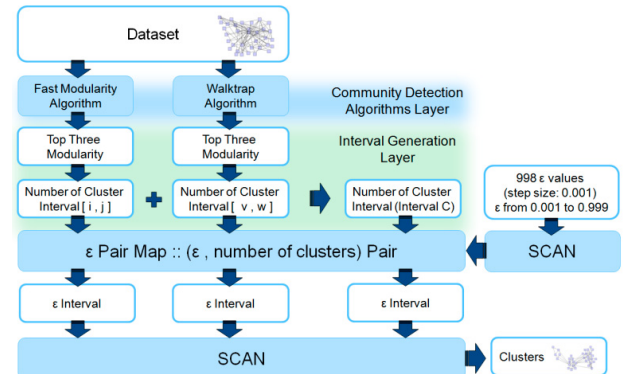 Dataset
Fast Modularity
Algorithm
Walktrap
Algorithm
Community Detection
Algorithms Layer
Top Three
Modularity
Top Three
Modularity
Interval Generation
Layer
Number of Cluster
Interval [ i , j ]
+
Number of Cluster
Interval [ v , w ]
Number of Cluster
Interval (Interval C)
998 ε values
(step size: 0.001)
ε from 0.001 to 0.999
ε Pair Map :: (ε , number of clusters) Pair
SCAN
ε Interval
ε Interval
ε Interval
SCAN
Clusters